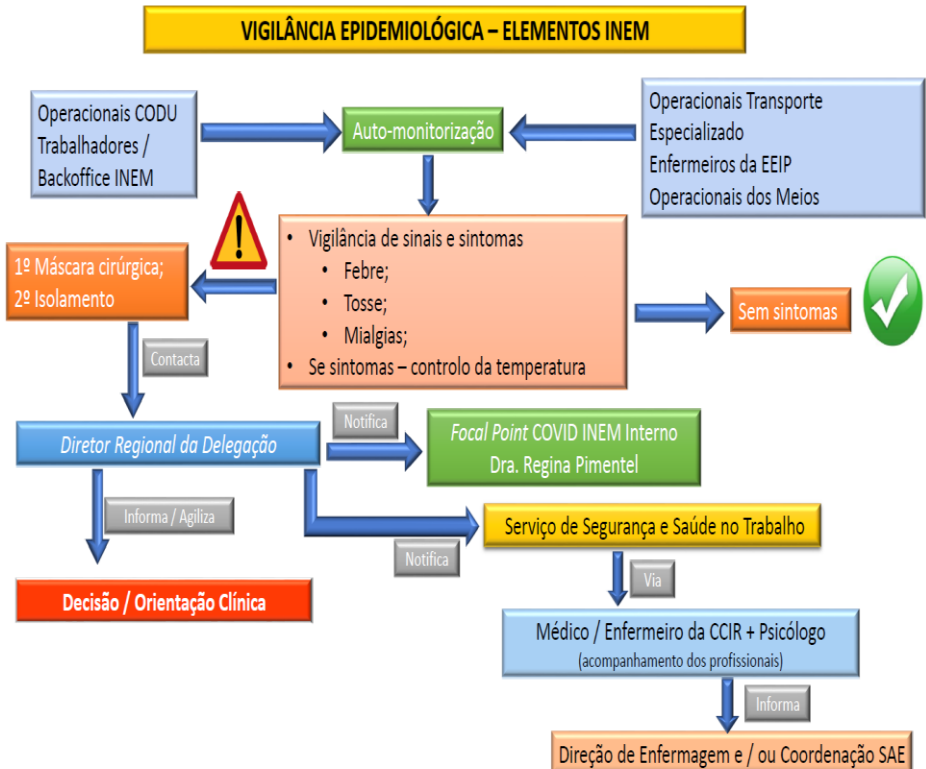 VIGILÂNCIA EPIDEMIOLÓGICA – ELEMENTOS INEM
Operacionais CODU
Trabalhadores /
Backoffice INEM
Auto-monitorização
Operacionais Transporte
Especializado
Enfermeiros da EEIP
Operacionais dos Meios
1º Máscara cirúrgica;
2º Isolamento
• Vigilância de sinais e sintomas
• Febre;
• Tosse;
• Mialgias;
• Se sintomas – controlo da temperatura
Sem sintomas
Contacta
Diretor Regional da Delegação
Notifica
Focal Point COVID INEM Interno
Dra. Regina Pimentel
Informa / Agiliza
Notifica
Serviço de Segurança e Saúde no Trabalho
Decisão / Orientação Clínica
Via
Médico / Enfermeiro da CCIR + Psicólogo
(acompanhamento dos profissionais)
Informa
Direção de Enfermagem e / ou Coordenação SAE